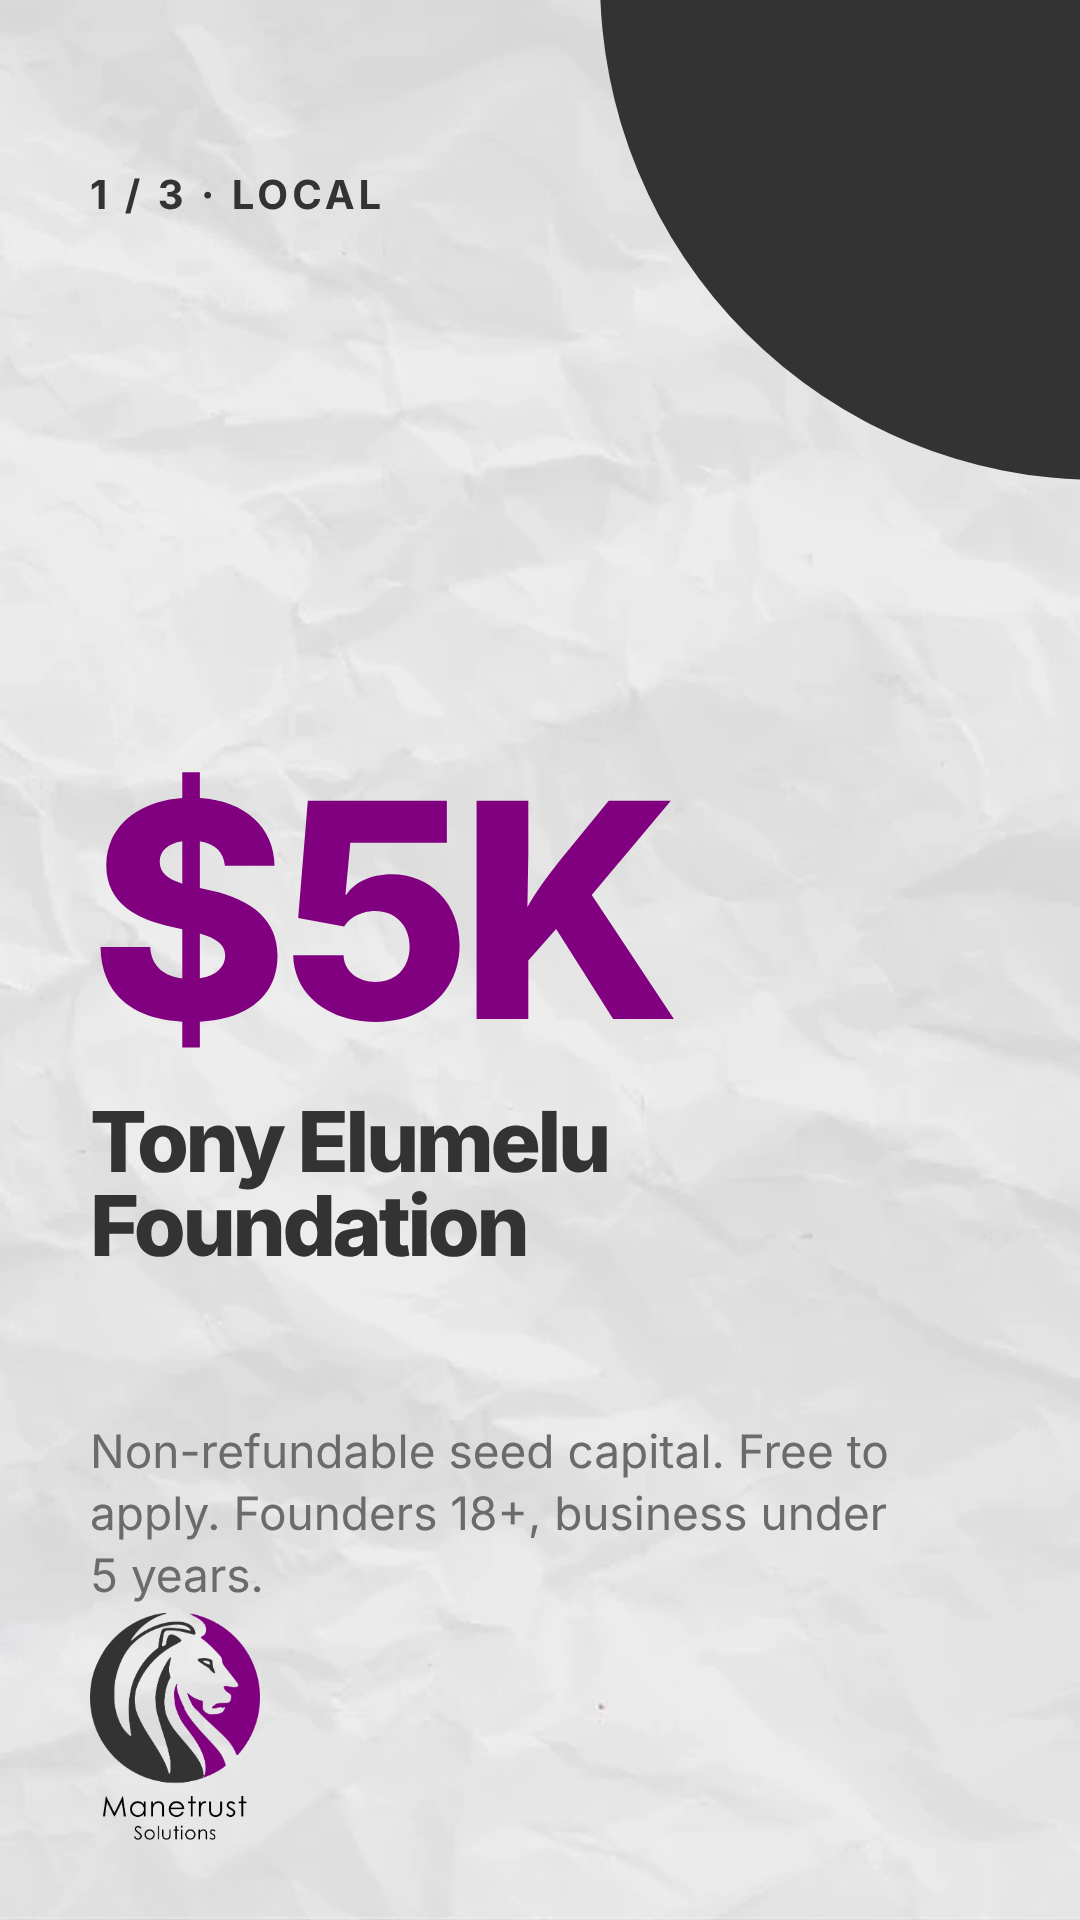 1 / 3 · LOCAL
$5K
Tony Elumelu
Foundation
Non-refundable seed capital. Free to
apply. Founders 18+, business under
5 years.
Manetrust
Solutions